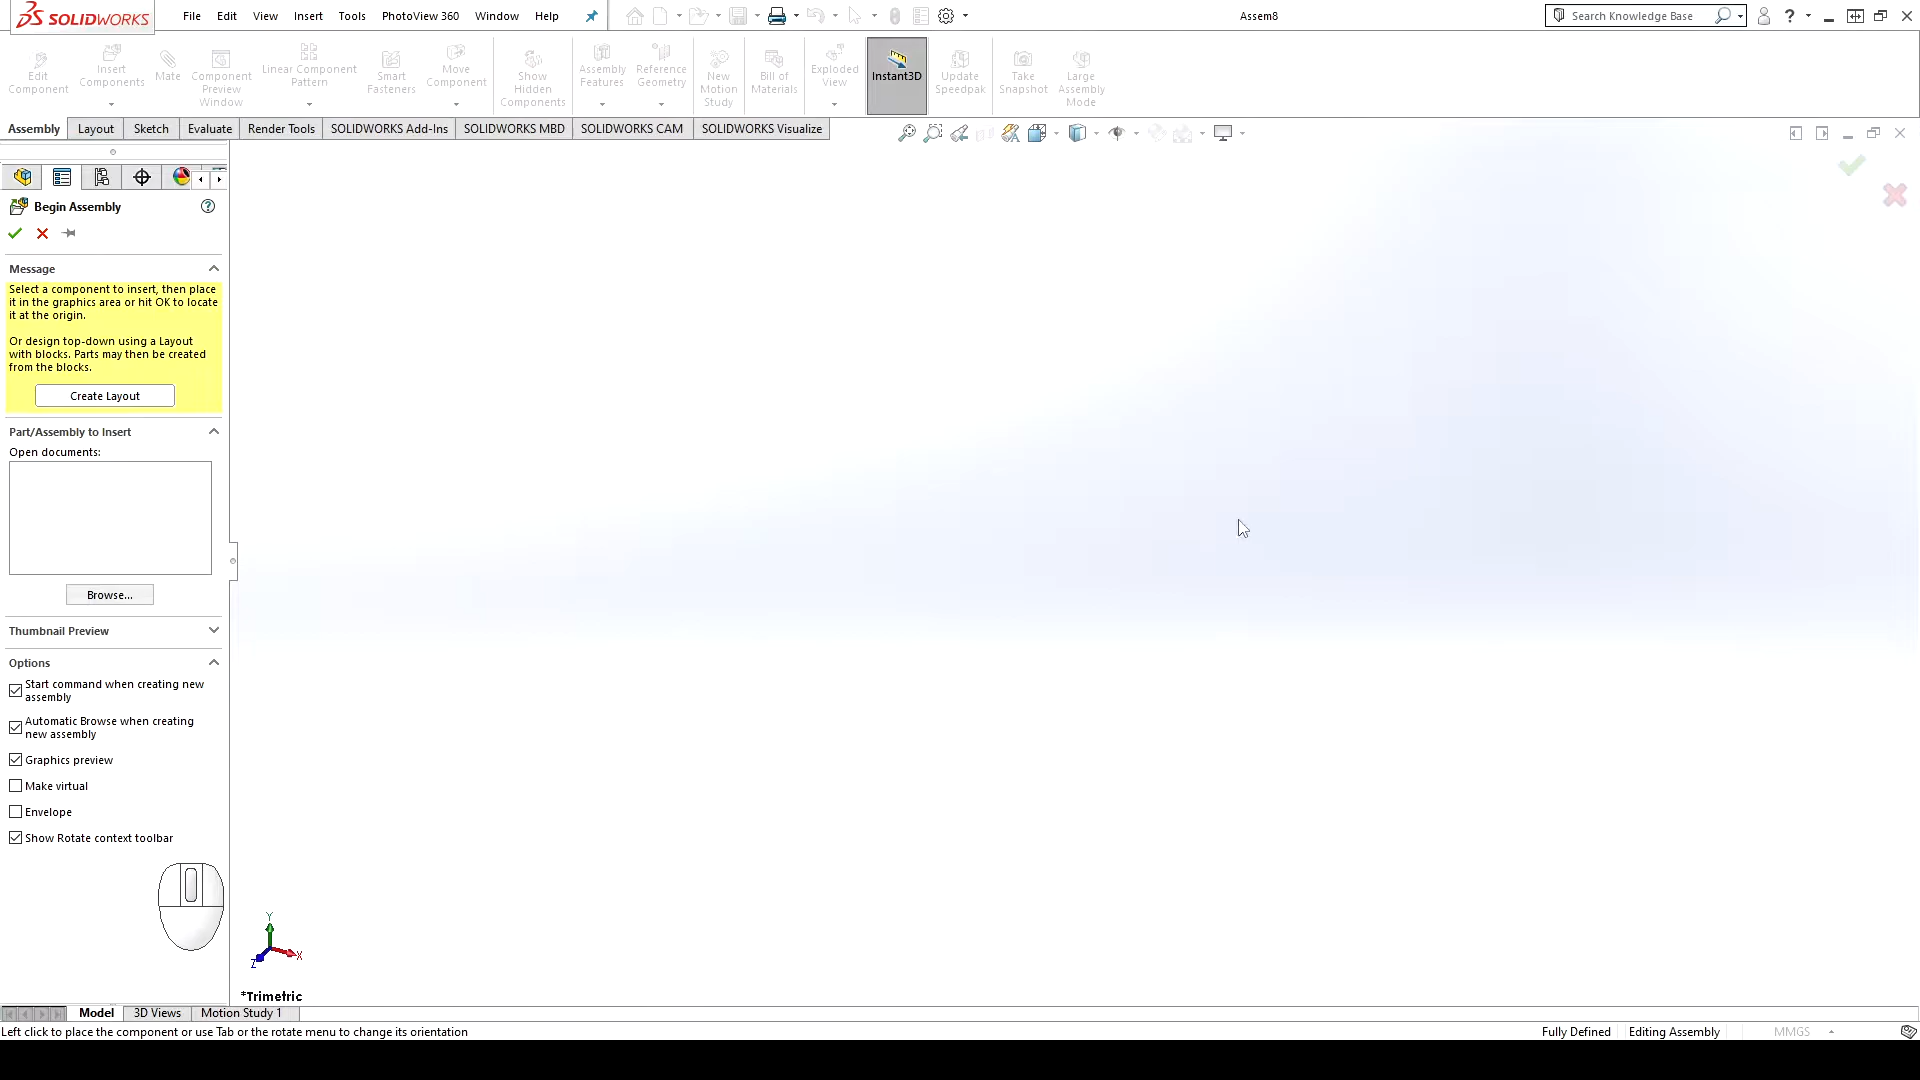 SOLIDWORKS File Edit View Insert Tools PhotoView 360 Window Help Assem8 Search Knowledge Base ?
Edit Component
Insert Components
Mate
Component Preview Window
Linear Component Pattern
Smart Fasteners
Move Component
Show Hidden Components
Assembly Features
Reference Geometry
New Motion Study
Bill of Materials
Exploded View
Instant3D
Update Speedpak
Take Snapshot
Large Assembly Mode
Assembly Layout Sketch Evaluate Render Tools SOLIDWORKS Add-Ins SOLIDWORKS MBD SOLIDWORKS CAM SOLIDWORKS Visualize
Begin Assembly ?
Message
Select a component to insert, then place
it in the graphics area or hit OK to locate
it at the origin.
Or design top-down using a Layout
with blocks. Parts may then be created
from the blocks.
Create Layout
Part/Assembly to Insert
Open documents:
Browse...
Thumbnail Preview
Options
Start command when creating new
assembly
Automatic Browse when creating
new assembly
Graphics preview
Make virtual
Envelope
Show Rotate context toolbar
Y
X
Z
*Trimetric
Model 3D Views Motion Study 1
Left click to place the component or use Tab or the rotate menu to change its orientation Fully Defined Editing Assembly MMGS